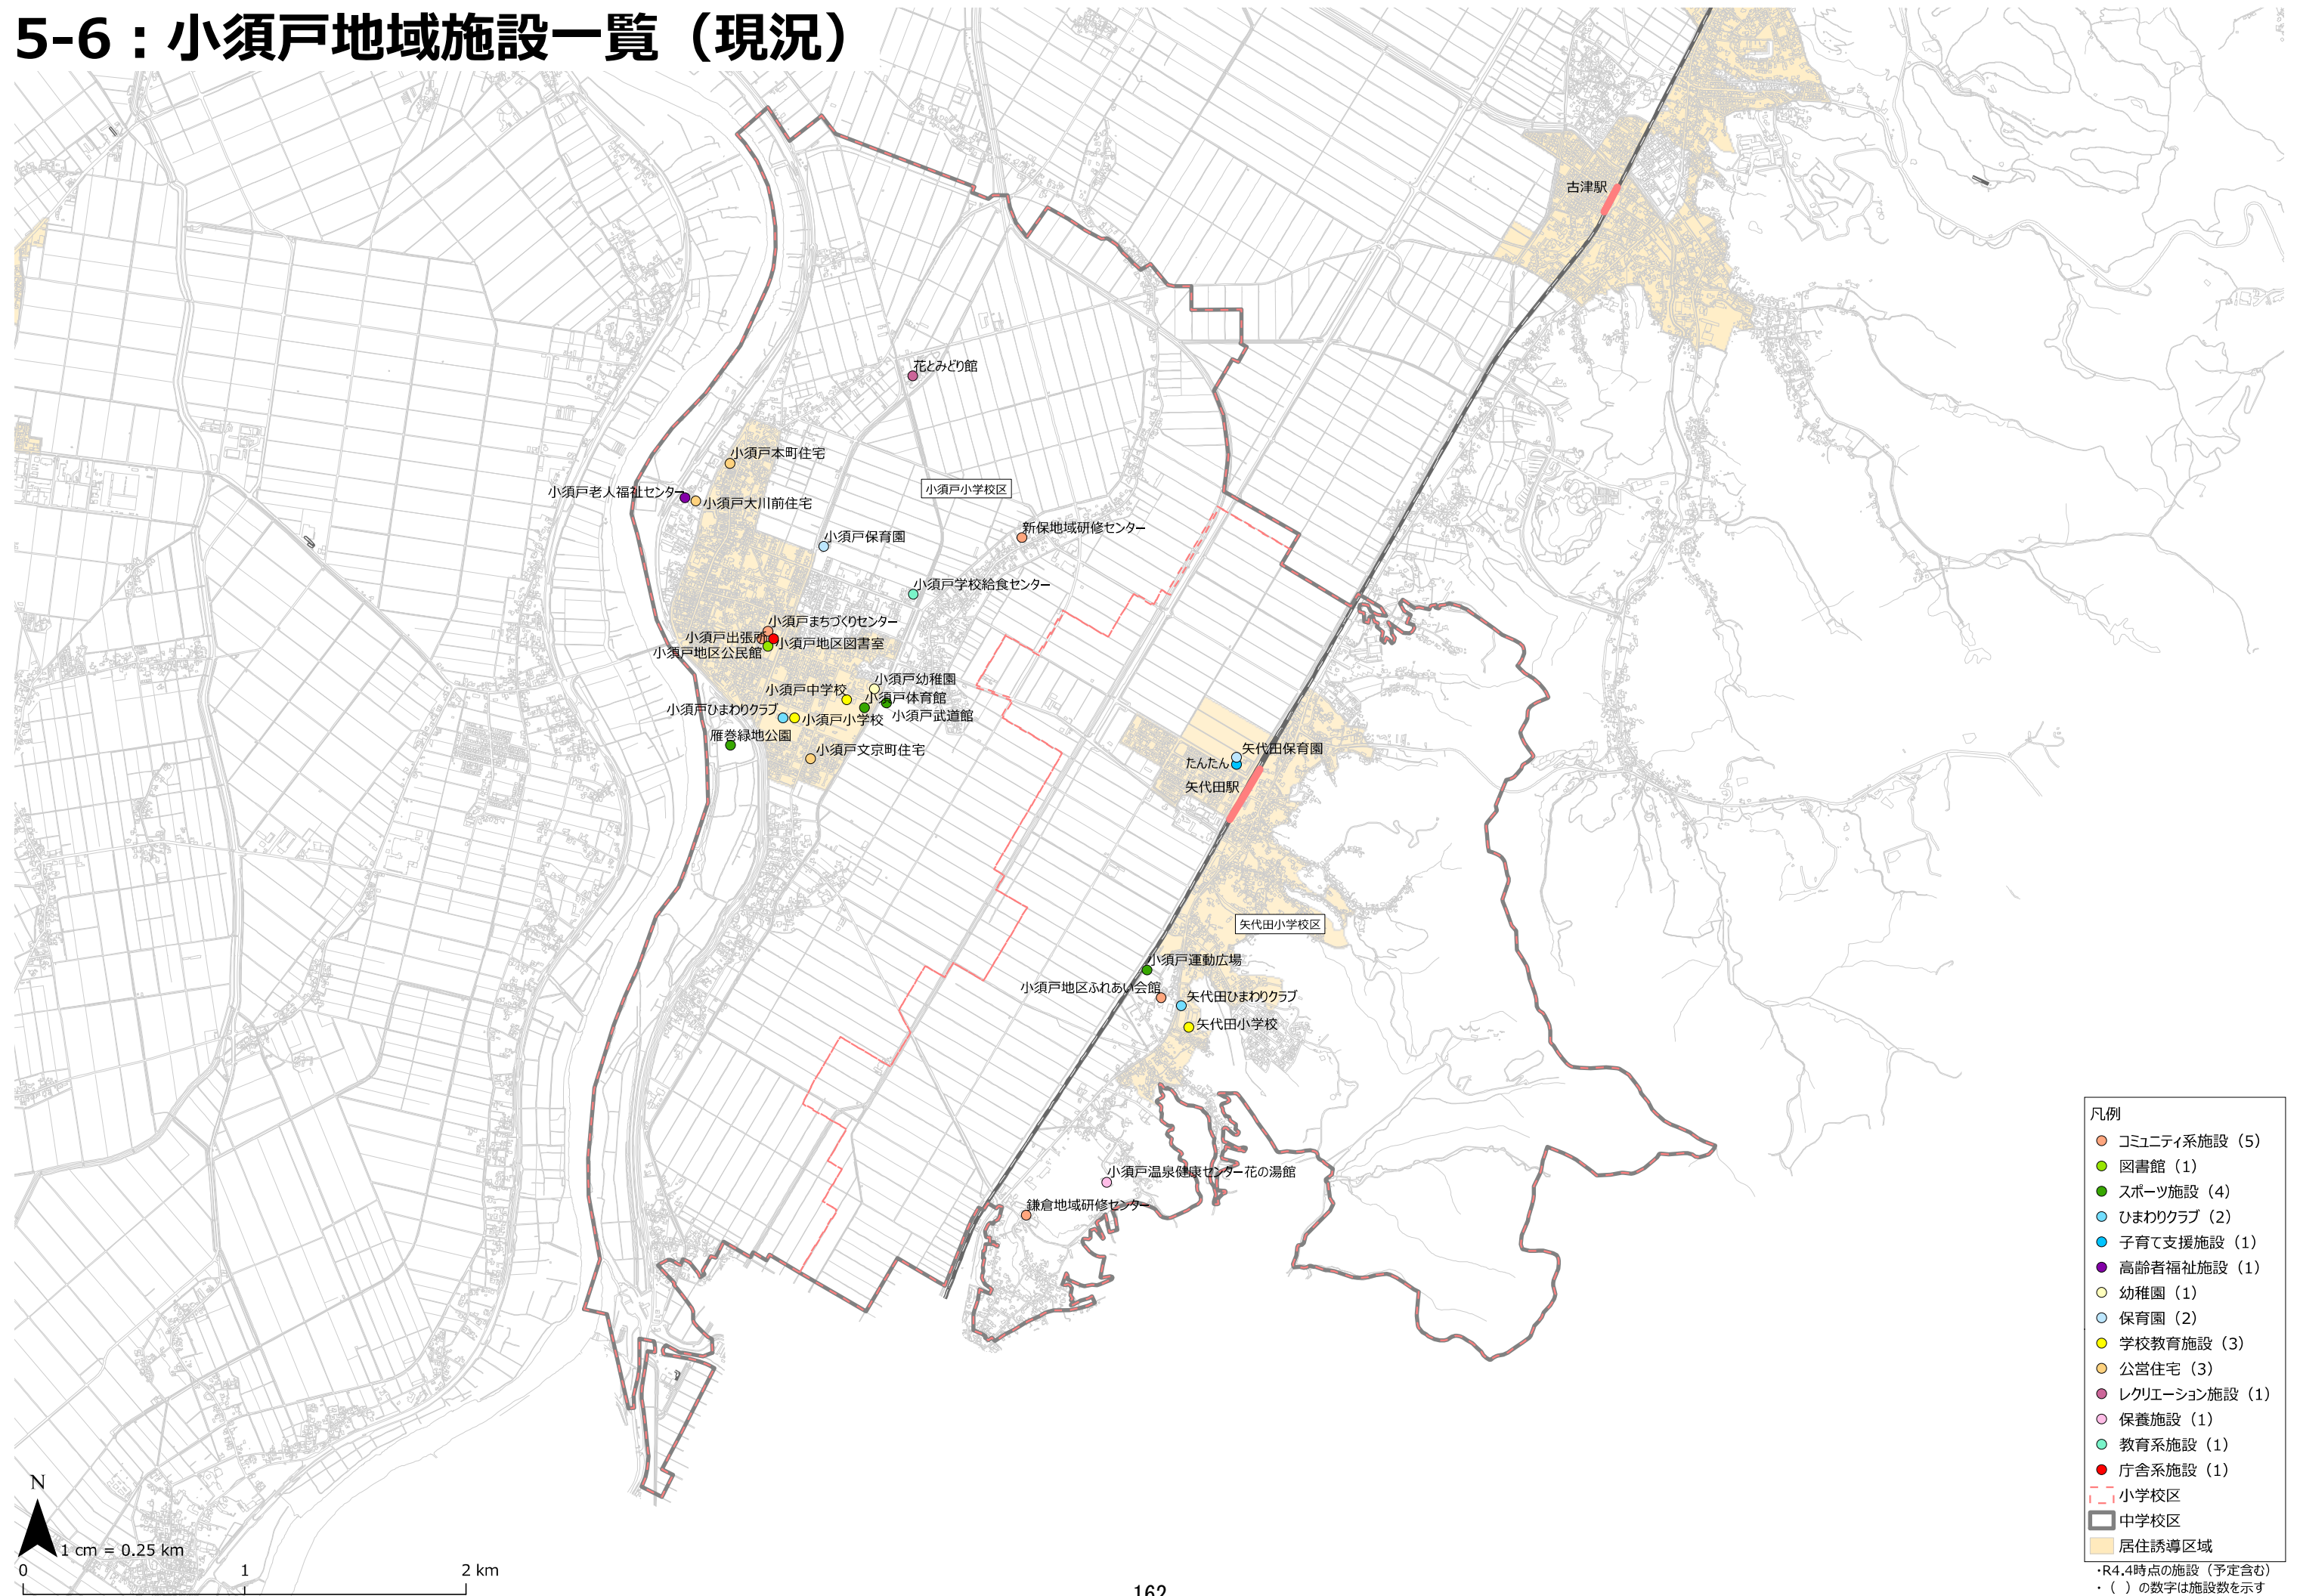 5-6：小須戸地域施設一覧（現況）
古津駅
花とみどり館
小須戸本町住宅
小須戸老人福祉センター
小須戸大川前住宅
小須戸小学校区
新保地域研修センター
小須戸保育園
小須戸学校給食センター
小須戸まちづくりセンター
小須戸出張所
小須戸地区図書室
小須戸地区公民館
小須戸幼稚園
小須戸中学校
小須戸体育館
小須戸ひまわりクラブ
小須戸小学校
小須戸武道館
雁巻緑地公園
小須戸文京町住宅
矢代田保育園
たんたん
矢代田駅
矢代田小学校区
小須戸運動広場
小須戸地区ふれあい会館
矢代田ひまわりクラブ
矢代田小学校
小須戸温泉健康センター花の湯館
鎌倉地域研修センター
凡例
コミュニティ系施設（5）
図書館（1）
スポーツ施設（4）
ひまわりクラブ（2）
子育て支援施設（1）
高齢者福祉施設（1）
幼稚園（1）
保育園（2）
学校教育施設（3）
公営住宅（3）
レクリエーション施設（1）
保養施設（1）
教育系施設（1）
庁舎系施設（1）
小学校区
中学校区
居住誘導区域
・R4.4時点の施設（予定含む）
・（ ）の数字は施設数を示す
N
1 cm = 0.25 km
0 1 2 km
162